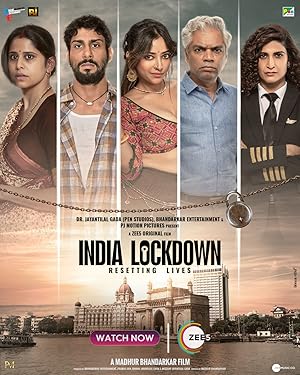 DR. JAYANTILAL GADA (PEN STUDIOS), BHANDARKAR ENTERTAINMENT &
PJ MOTION PICTURES PRESENT
A ZEE5 ORIGINAL FILM
INDIA LOCKDOWN
RESETTING LIVES
WATCH NOW
ZEE5
A MADHUR BHANDARKAR FILM